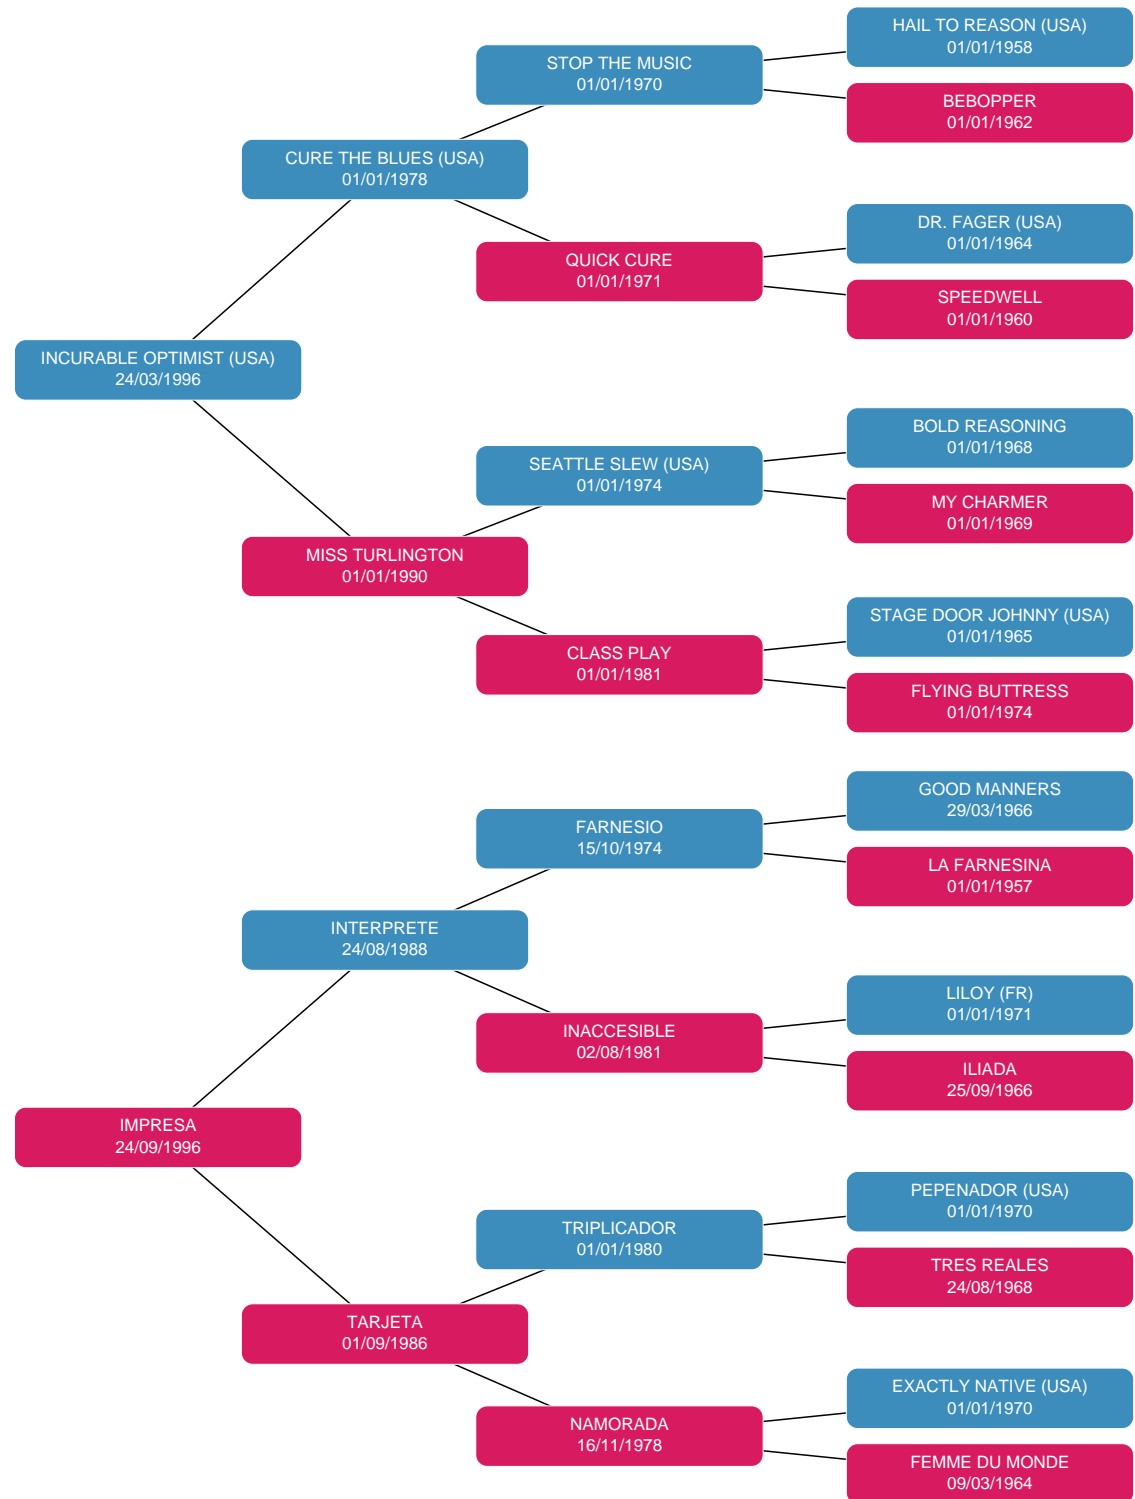 HAIL TO REASON (USA)
01/01/1958
STOP THE MUSIC
01/01/1970
BEBOPPER
01/01/1962
CURE THE BLUES (USA)
01/01/1978
DR. FAGER (USA)
01/01/1964
QUICK CURE
01/01/1971
SPEEDWELL
01/01/1960
INCURABLE OPTIMIST (USA)
24/03/1996
BOLD REASONING
01/01/1968
SEATTLE SLEW (USA)
01/01/1974
MY CHARMER
01/01/1969
MISS TURLINGTON
01/01/1990
STAGE DOOR JOHNNY (USA)
01/01/1965
CLASS PLAY
01/01/1981
FLYING BUTTRESS
01/01/1974
GOOD MANNERS
29/03/1966
FARNESIO
15/10/1974
LA FARNESINA
01/01/1957
INTERPRETE
24/08/1988
LILOY (FR)
01/01/1971
INACCESIBLE
02/08/1981
ILIADA
25/09/1966
IMPRESA
24/09/1996
PEPENADOR (USA)
01/01/1970
TRIPLICADOR
01/01/1980
TRES REALES
24/08/1968
TARJETA
01/09/1986
EXACTLY NATIVE (USA)
01/01/1970
NAMORADA
16/11/1978
FEMME DU MONDE
09/03/1964